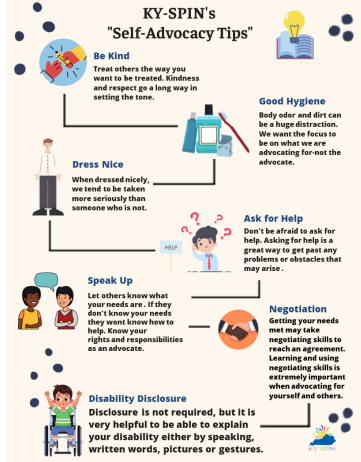 KY-SPIN's
"Self-Advocacy Tips"
Be Kind
Treat others the way you
want to be treated. Kindness
and respect go a long way in
setting the tone.
Good Hygiene
Body odor and dirt can
be a huge distraction.
We want the focus to
be on what we are
advocating for-not the
advocate.
Dress Nice
When dressed nicely,
we tend to be taken
more seriously than
someone who is not.
Ask for Help
Don't be afraid to ask for
help. Asking for help is a
great way to get past any
problems or obstacles that
may arise .
HELP
Speak Up
Let others know what
your needs are . If they
don't know your needs
they wont know how to
help. Know your
rights and responsibilities
as an advocate.
Negotiation
Getting your needs
met may take
negotiating skills to
reach an agreement.
Learning and using
negotiating skills is
extremely important
when advocating for
yourself and others.
Disability Disclosure
Disclosure is not required, but it is
very helpful to be able to explain
your disability either by speaking,
written words, pictures or gestures.
KY-SPIN